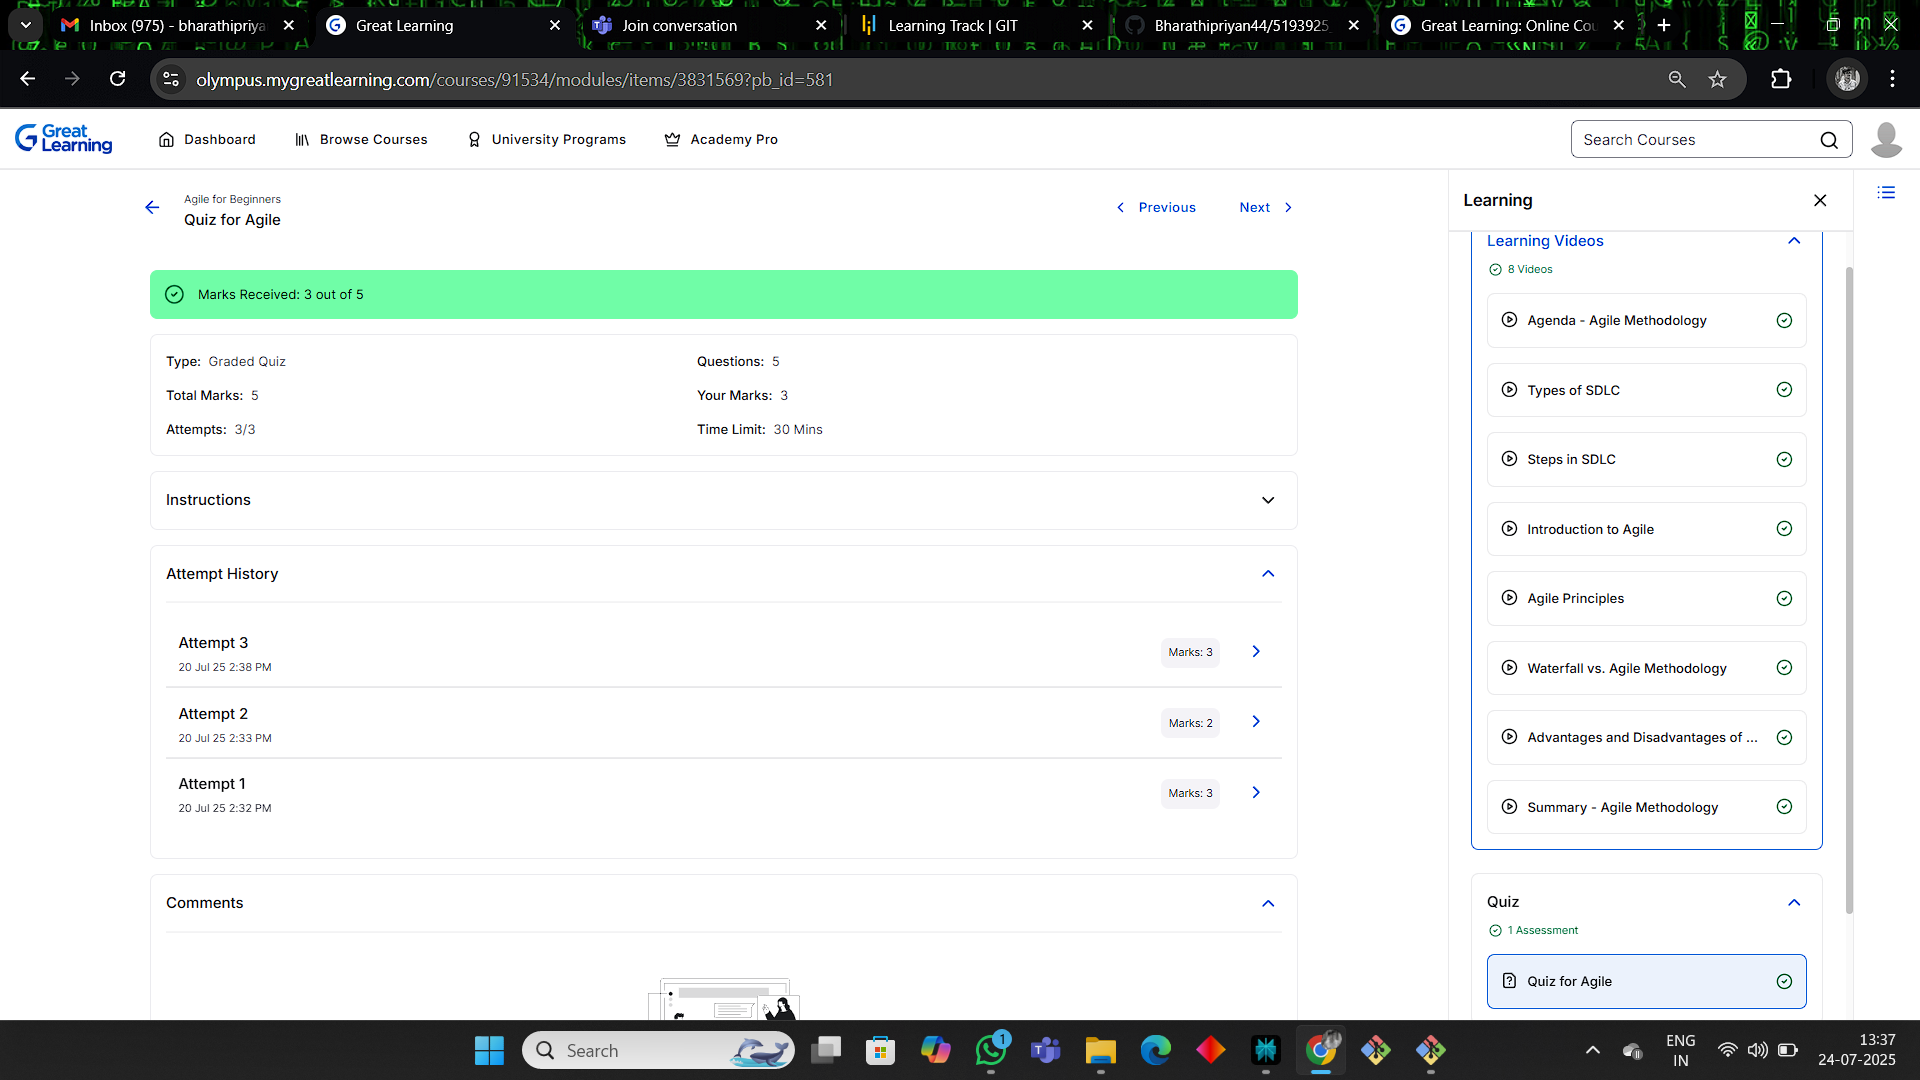 Inbox (975) - bharathipriya
Great Learning
Join conversation
Learning Track | GIT
Bharathipriyan44/5193925
Great Learning: Online Cou
olympus.mygreatlearning.com/courses/91534/modules/items/3831569?pb_id=581
Great Learning
Dashboard
Browse Courses
University Programs
Academy Pro
Search Courses
Agile for Beginners
Quiz for Agile
Previous
Next
Marks Received: 3 out of 5
Type: Graded Quiz
Questions: 5
Total Marks: 5
Your Marks: 3
Attempts: 3/3
Time Limit: 30 Mins
Instructions
Attempt History
Attempt 3
20 Jul 25 2:38 PM
Marks: 3
Attempt 2
20 Jul 25 2:33 PM
Marks: 2
Attempt 1
20 Jul 25 2:32 PM
Marks: 3
Comments
Learning
Learning Videos
8 Videos
Agenda - Agile Methodology
Types of SDLC
Steps in SDLC
Introduction to Agile
Agile Principles
Waterfall vs. Agile Methodology
Advantages and Disadvantages of ...
Summary - Agile Methodology
Quiz
1 Assessment
Quiz for Agile
Search
1
ENG
IN
13:37
24-07-2025